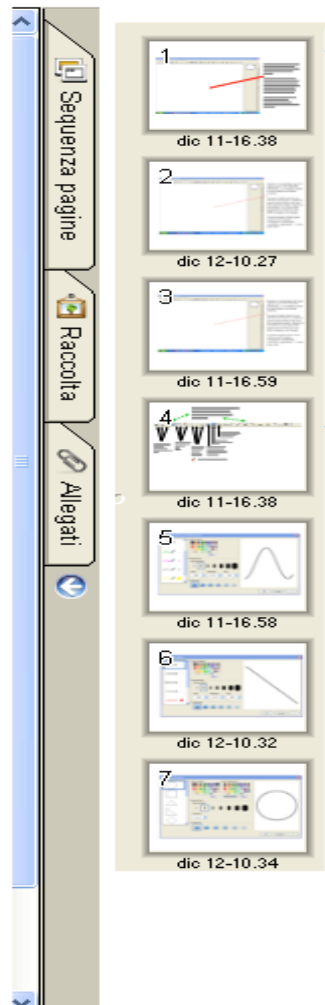 Sequenza pagine
Raccolta
Allegati
1
dic 11-16.38
2
dic 12-10.27
3
dic 11-16.59
4
dic 11-16.38
5
dic 11-16.58
6
dic 12-10.32
7
dic 12-10.34